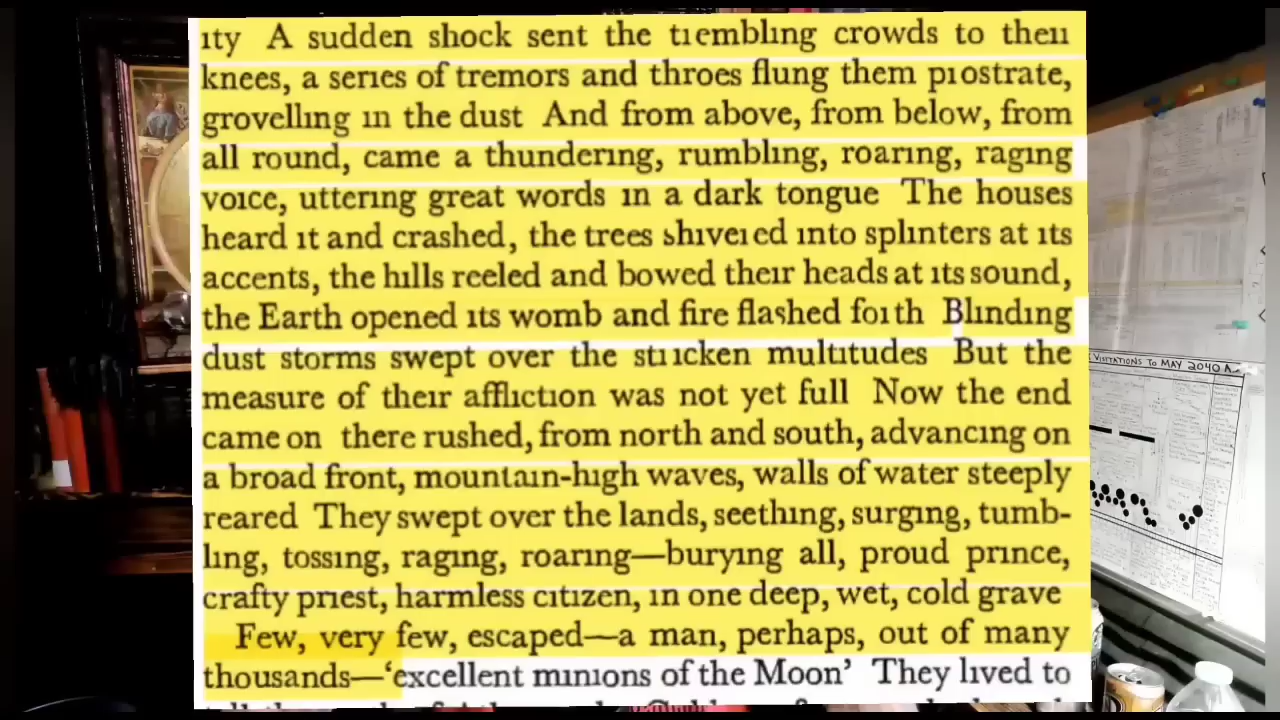 ity A sudden shock sent the trembling crowds to their
knees, a series of tremors and throes flung them prostrate,
grovelling in the dust And from above, from below, from
all round, came a thundering, rumbling, roaring, raging
voice, uttering great words in a dark tongue The houses
heard it and crashed, the trees shivered into splinters at its
accents, the hills reeled and bowed their heads at its sound,
the Earth opened its womb and fire flashed forth Blinding
dust storms swept over the stricken multitudes But the
measure of their affliction was not yet full Now the end
came on there rushed, from north and south, advancing on
a broad front, mountain-high waves, walls of water steeply
reared They swept over the lands, seething, surging, tumb-
ling, tossing, raging, roaring—burying all, proud prince,
crafty priest, harmless citizen, in one deep, wet, cold grave
Few, very few, escaped—a man, perhaps, out of many
thousands—‘excellent minions of the Moon’ They lived to
VISITATIONS TO MAY 2040 A